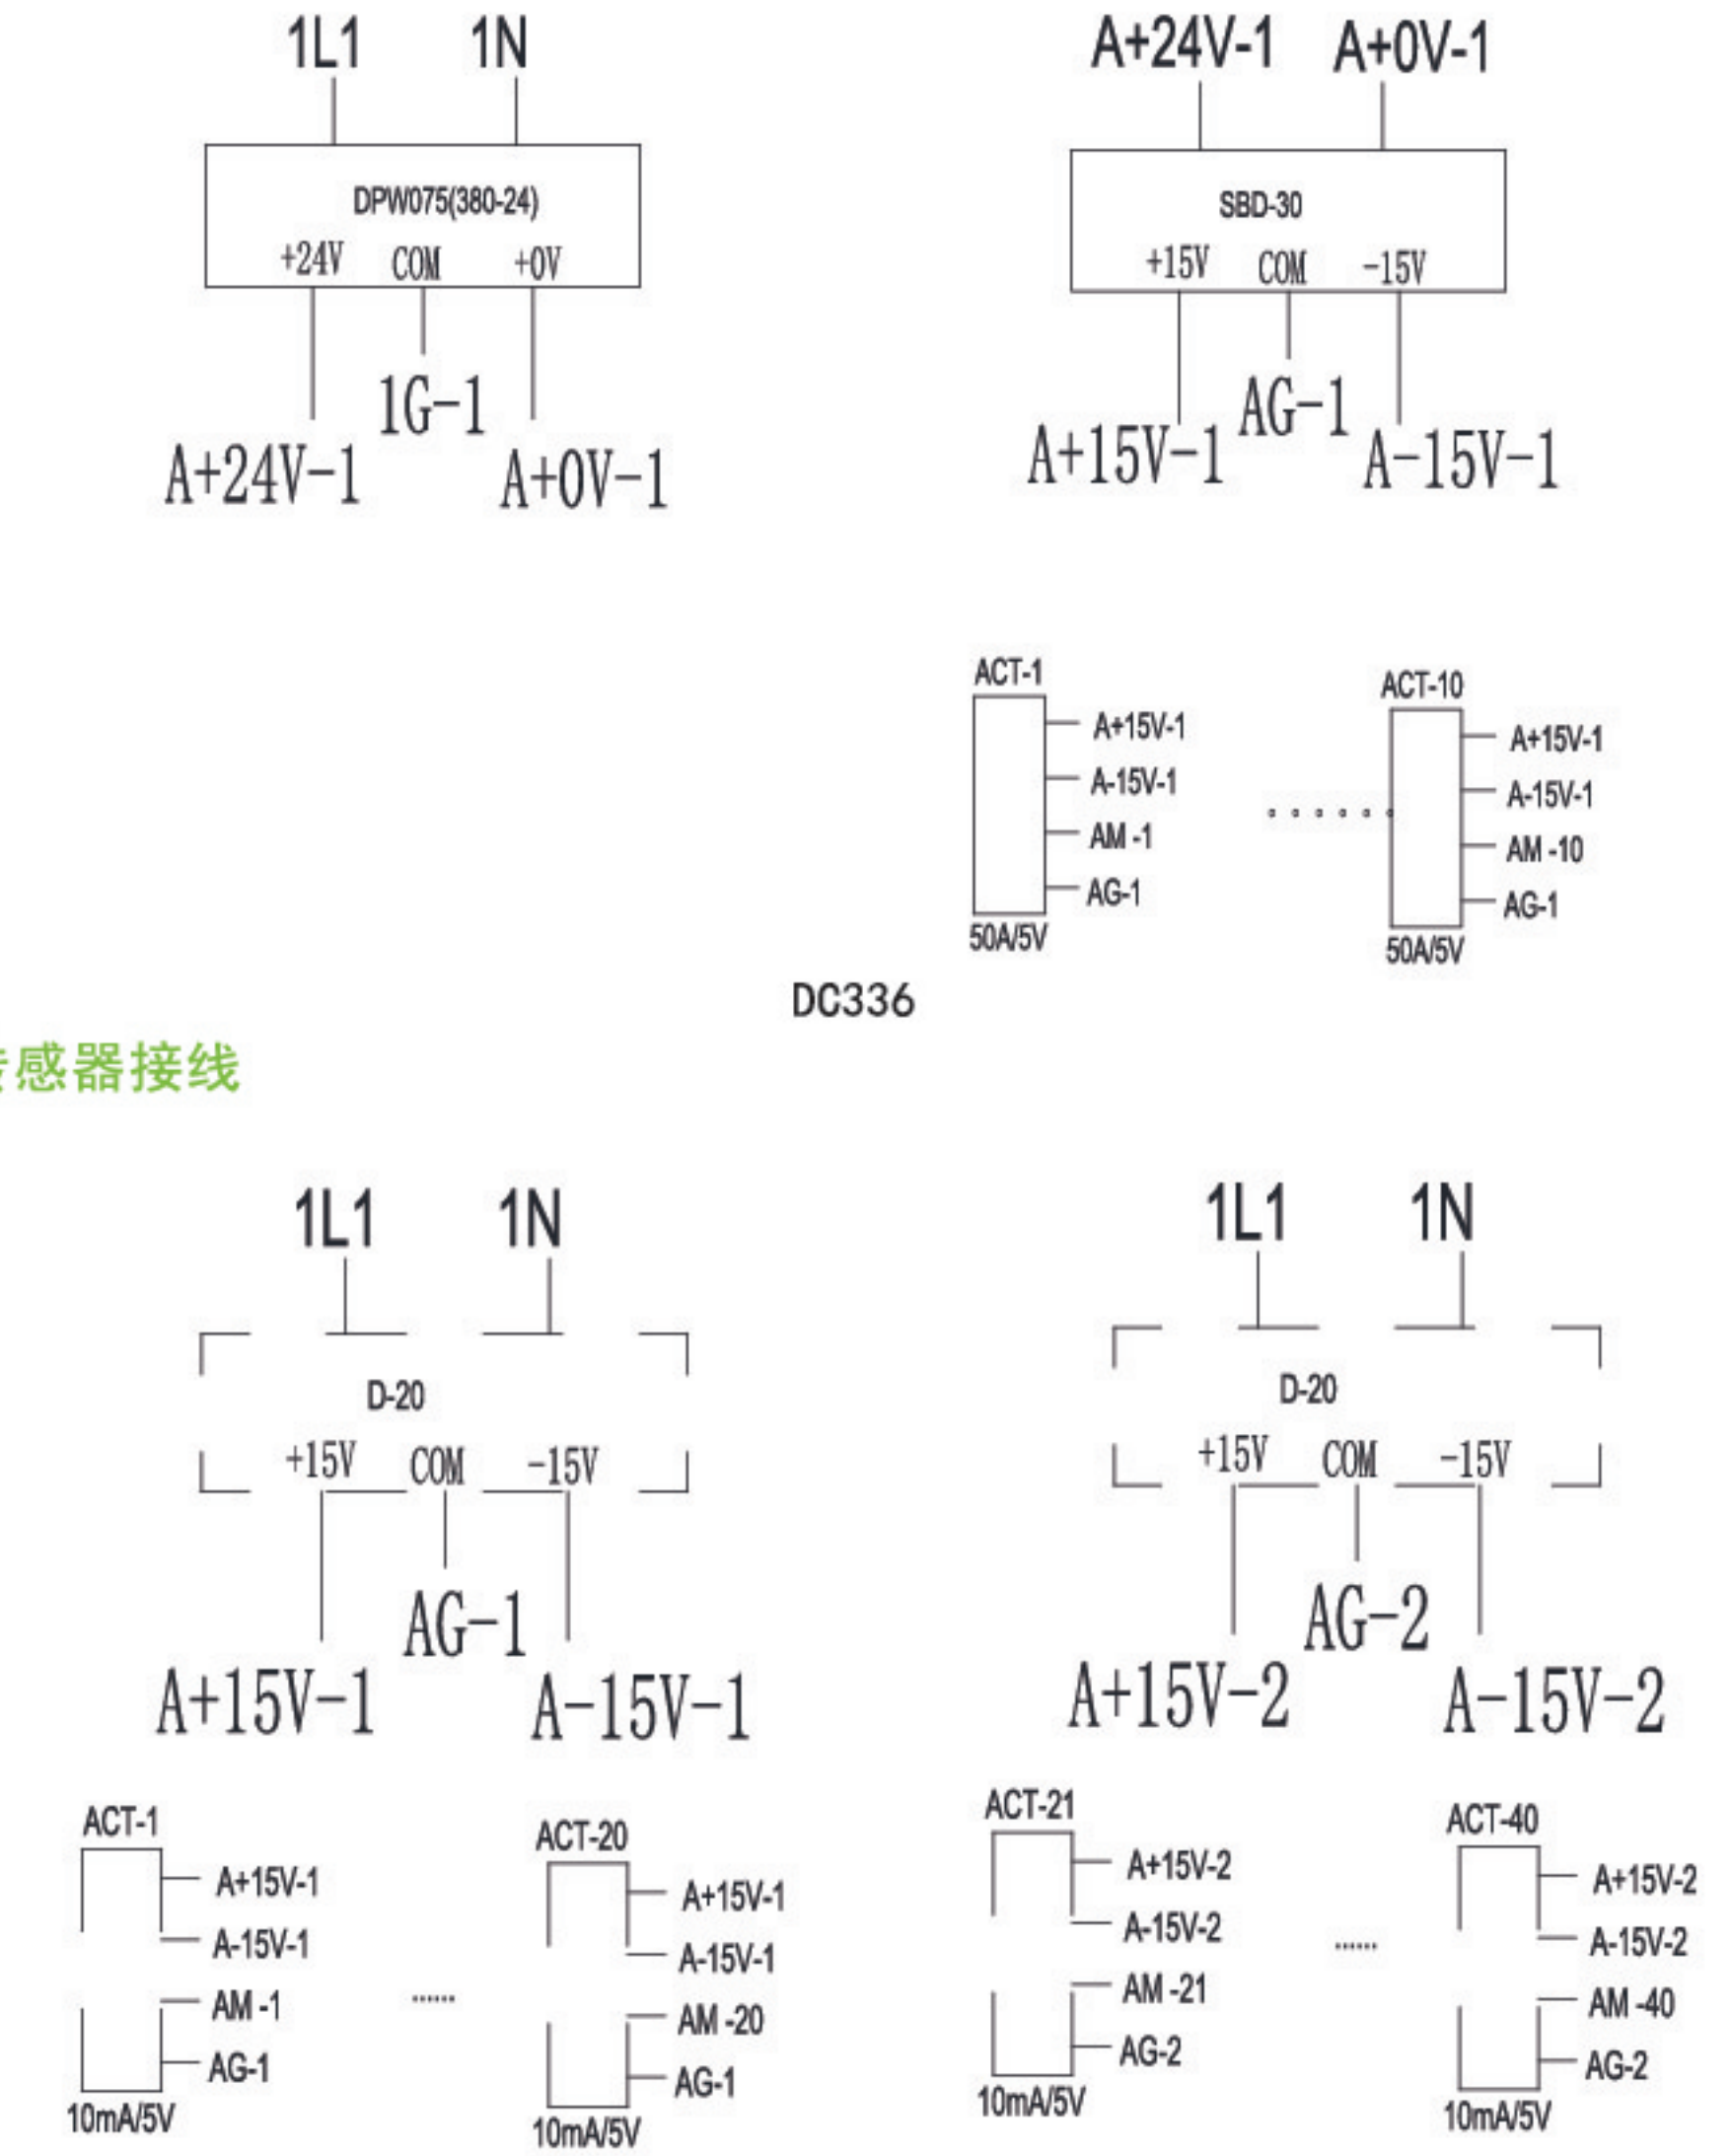 1L1 1N
DPW075(380-24)
+24V COM +0V
1G-1
A+24V-1 A+0V-1
A+24V-1 A+0V-1
SBD-30
+15V COM -15V
AG-1
A+15V-1 A-15V-1
ACT-1
A+15V-1
A-15V-1
AM -1
AG-1
50A/5V
ACT-10
A+15V-1
A-15V-1
AM -10
AG-1
50A/5V
DC336
感器接线
1L1 1N
D-20
+15V COM -15V
AG-1
A+15V-1 A-15V-1
1L1 1N
D-20
+15V COM -15V
AG-2
A+15V-2 A-15V-2
ACT-1
A+15V-1
A-15V-1
AM -1
AG-1
10mA/5V
......
ACT-20
A+15V-1
A-15V-1
AM -20
AG-1
10mA/5V
ACT-21
A+15V-2
A-15V-2
AM -21
AG-2
10mA/5V
......
ACT-40
A+15V-2
A-15V-2
AM -40
AG-2
10mA/5V